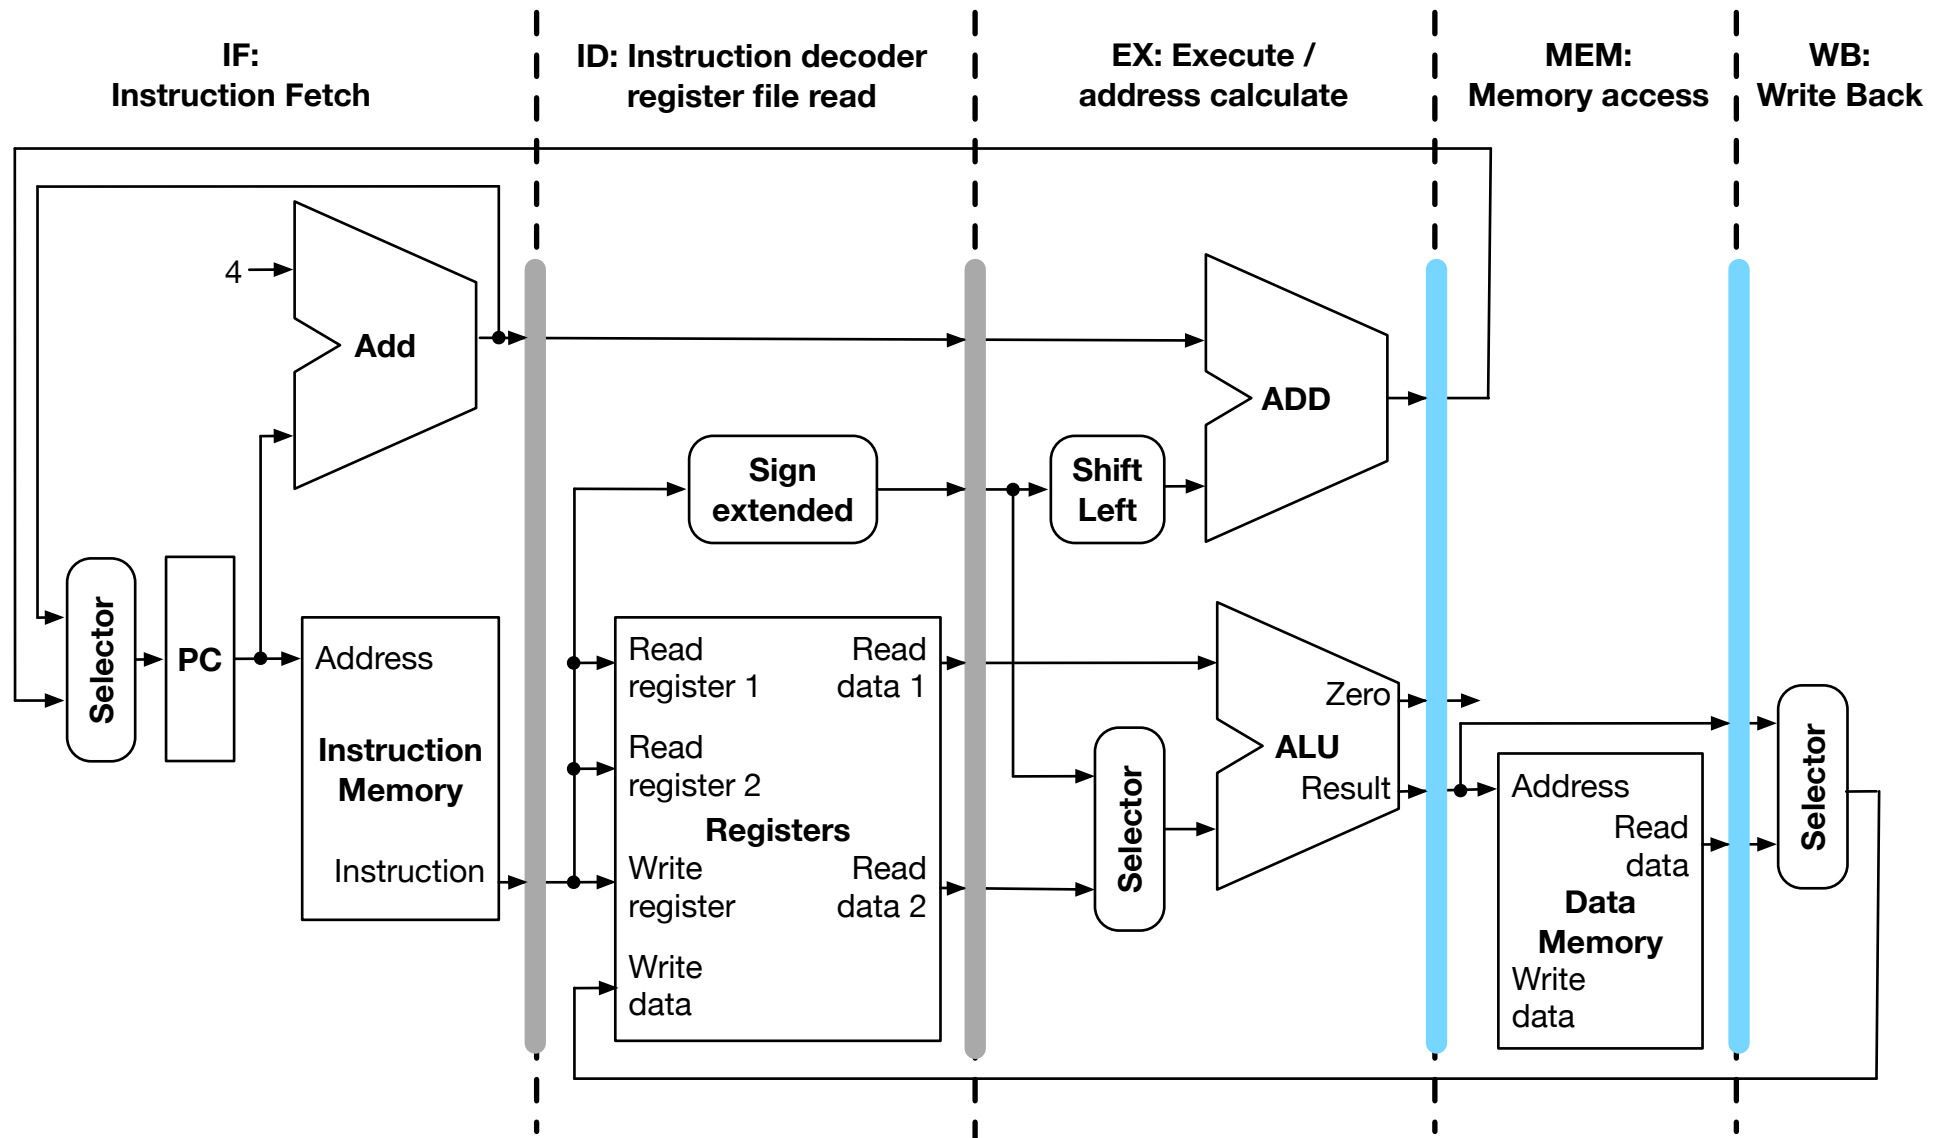 IF:
Instruction Fetch
ID: Instruction decoder
register file read
EX: Execute /
address calculate
MEM:
Memory access
WB:
Write Back
4
Add
Selector
PC
Address
Instruction
Memory
Instruction
Sign
extended
Read
register 1
Read
data 1
Read
register 2
Registers
Write
register
Read
data 2
Write
data
Shift
Left
ADD
Selector
Zero
ALU
Result
Address
Read
data
Data
Memory
Write
data
Selector